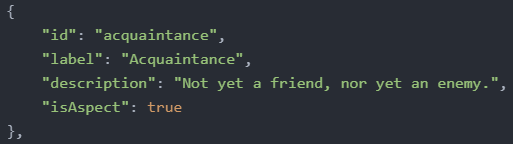 {
"id": "acquaintance",
"label": "Acquaintance",
"description": "Not yet a friend, nor yet an enemy.",
"isAspect": true
},